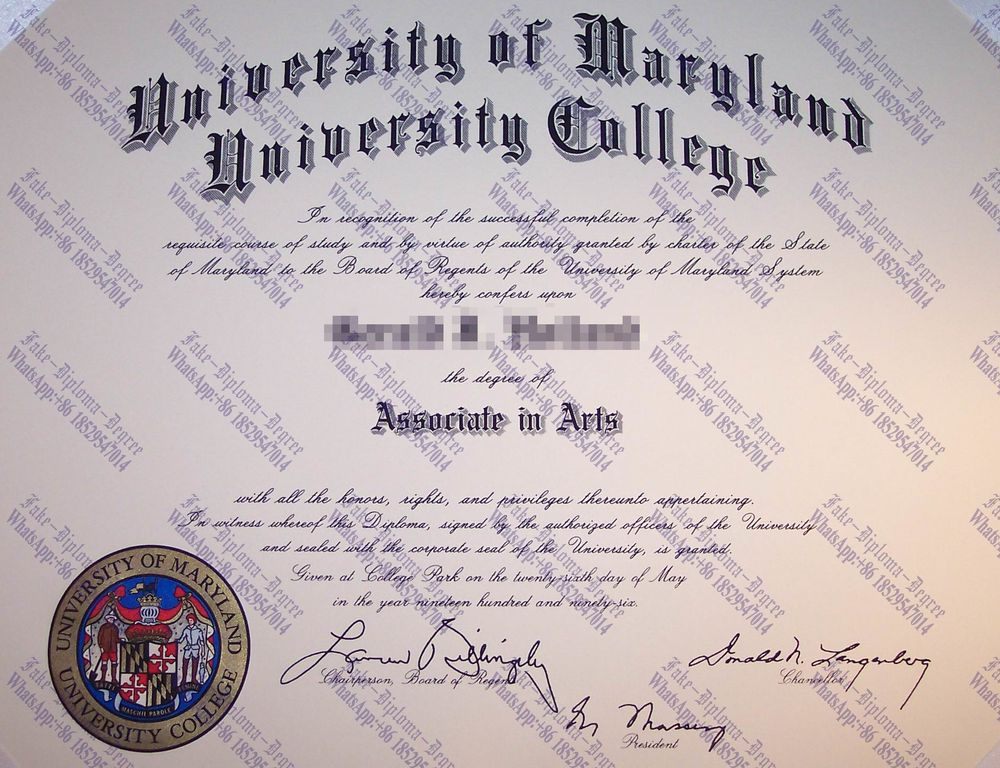 University of Maryland
University College
In recognition of the successful completion of the
requisite course of study and by virtue of authority granted by charter of the State
of Maryland to the Board of Regents of the University of Maryland System
hereby confers upon
the degree of
Associate in Arts
with all the honors, rights, and privileges thereunto appertaining.
In witness whereof this Diploma, signed by the authorized officers of the University
and sealed with the corporate seal of the University, is granted.
Given at College Park on the twenty-sixth day of May
in the year nineteen hundred and ninety-six.
UNIVERSITY OF MARYLAND
UNIVERSITY COLLEGE
Chairperson, Board of Regents
Donald N. Langenberg
Chancellor
President
Fake-Diploma-Degree
WhatsApp:+86 18529547014